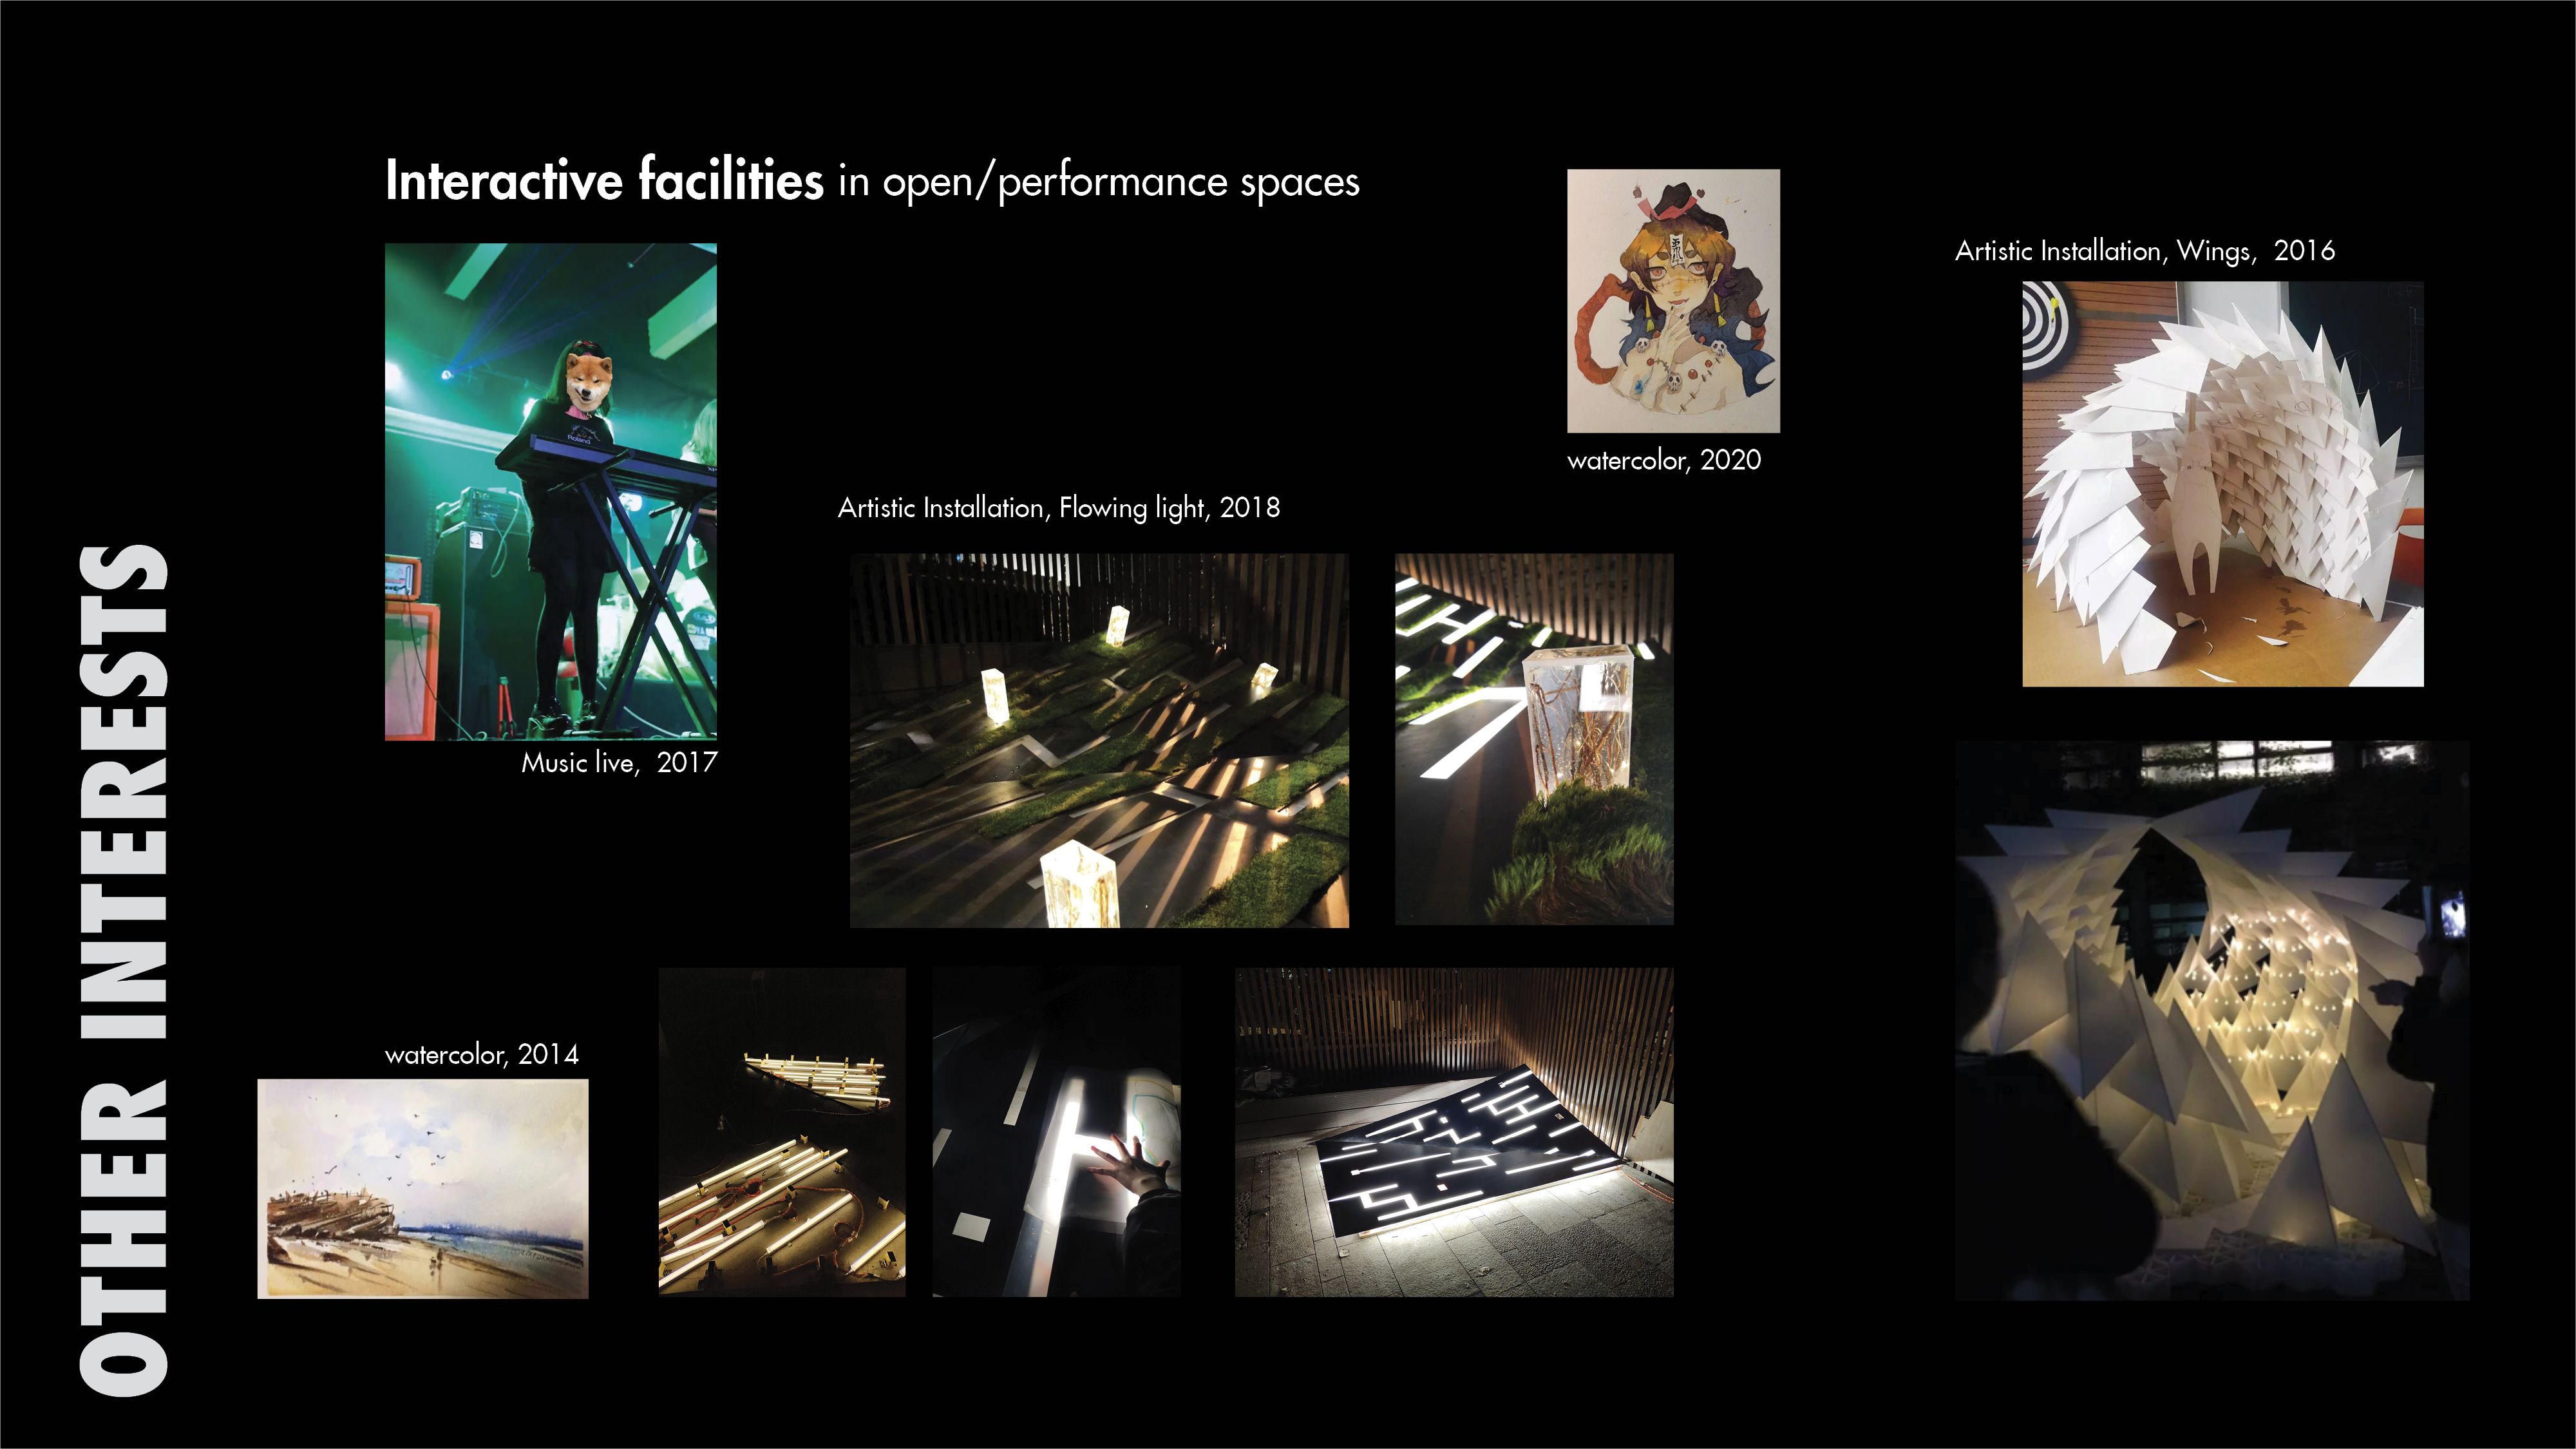 OTHER INTERESTS
Interactive facilities in open/performance spaces
Roland
Music live, 2017
Artistic Installation, Flowing light, 2018
watercolor, 2020
Artistic Installation, Wings, 2016
watercolor, 2014